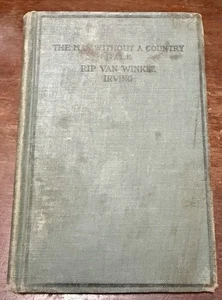 THE MAN WITHOUT A COUNTRY
HALE
RIP VAN WINKLE
IRVING